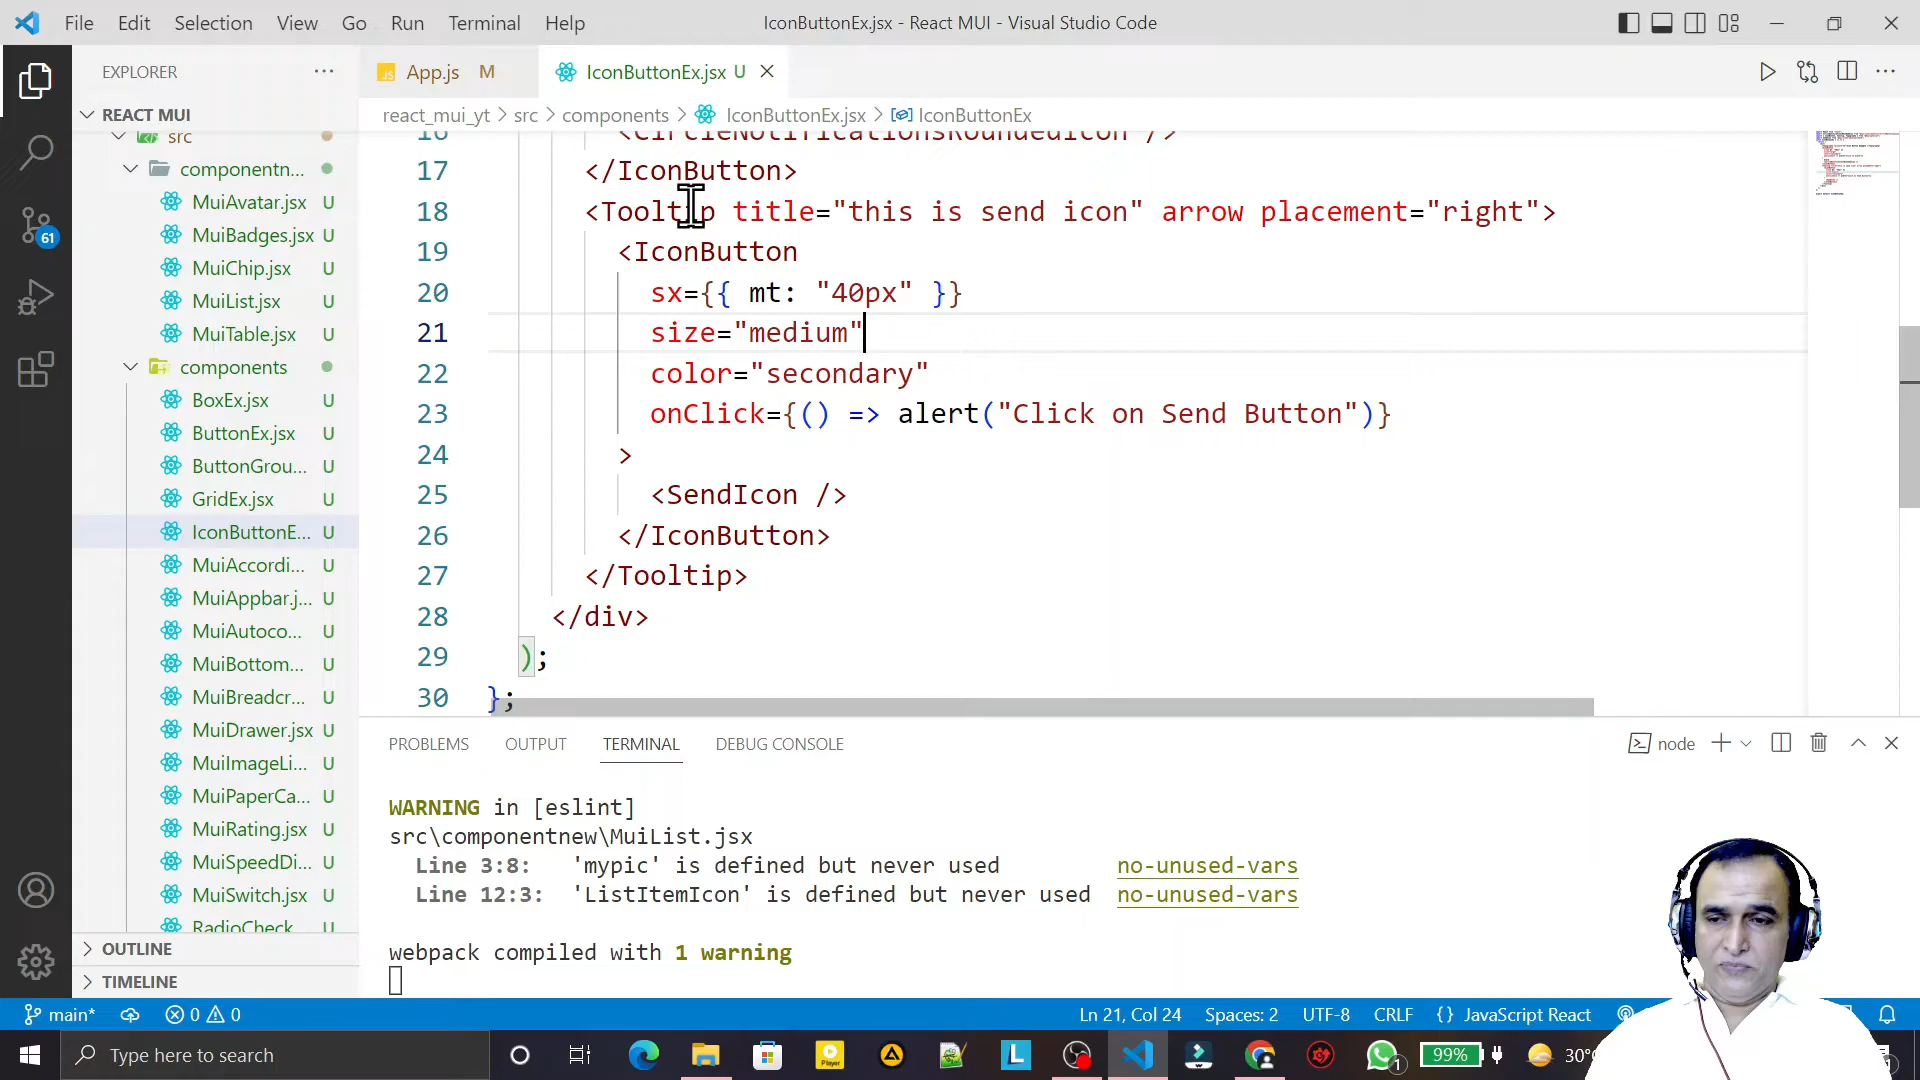 File Edit Selection View Go Run Terminal Help
IconButtonEx.jsx - React MUI - Visual Studio Code
EXPLORER
App.js M
IconButtonEx.jsx U
REACT MUI
react_mui_yt > src > components > IconButtonEx.jsx > IconButtonEx
src
componentn...
MuiAvatar.jsx U
MuiBadges.jsx U
MuiChip.jsx U
MuiList.jsx U
MuiTable.jsx U
components
BoxEx.jsx U
ButtonEx.jsx U
ButtonGrou... U
GridEx.jsx U
IconButtonE... U
MuiAccordi... U
MuiAppbar.j... U
MuiAutoco... U
MuiBottom... U
MuiBreadcr... U
MuiDrawer.jsx U
MuiImageLi... U
MuiPaperCa... U
MuiRating.jsx U
MuiSpeedDi... U
MuiSwitch.jsx U
RadioCheck U
OUTLINE
TIMELINE
61
16 <CircleNotificationsRoundedIcon />
17 </IconButton>
18 <Tooltip title="this is send icon" arrow placement="right">
19 <IconButton
20 sx={{ mt: "40px" }}
21 size="medium"
22 color="secondary"
23 onClick={() => alert("Click on Send Button")}
24 >
25 <SendIcon />
26 </IconButton>
27 </Tooltip>
28 </div>
29 );
30 };
PROBLEMS OUTPUT TERMINAL DEBUG CONSOLE
node
WARNING in [eslint]
src\componentnew\MuiList.jsx
Line 3:8: 'mypic' is defined but never used no-unused-vars
Line 12:3: 'ListItemIcon' is defined but never used no-unused-vars
webpack compiled with 1 warning
main* 0 0
Ln 21, Col 24 Spaces: 2 UTF-8 CRLF {} JavaScript React
Type here to search
Player
L
1
99%
30°